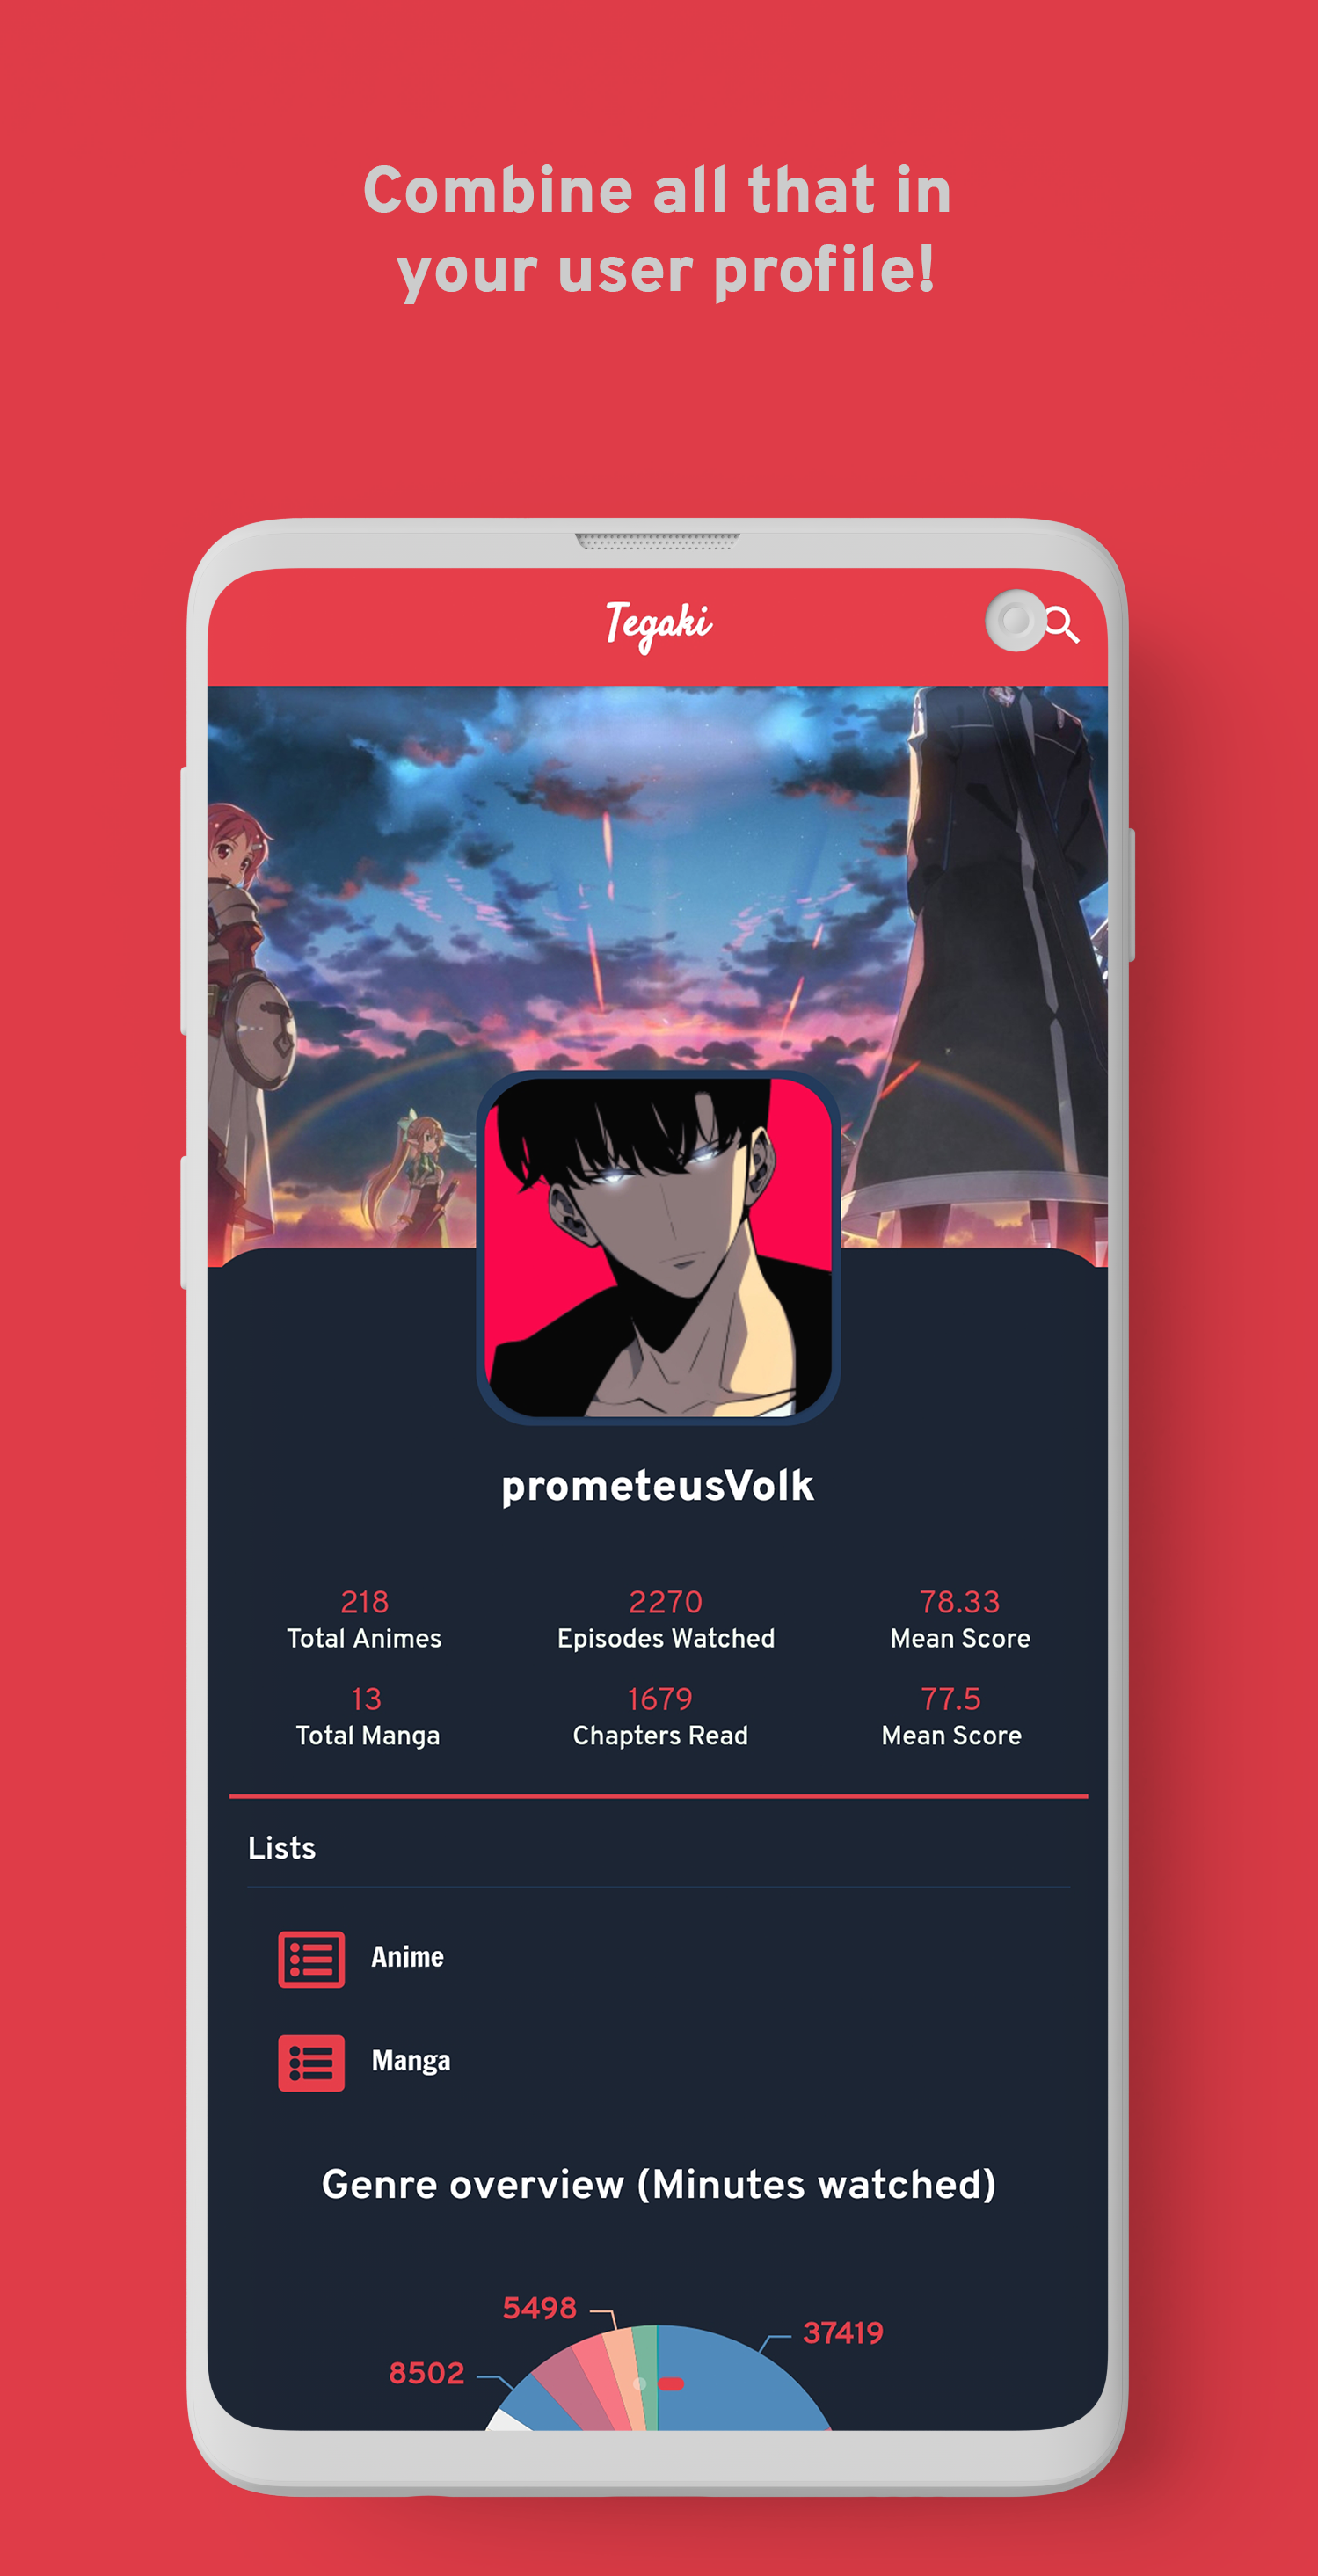 Combine all that in
your user profile!
Tegaki
prometeusVolk
218
Total Animes
2270
Episodes Watched
78.33
Mean Score
13
Total Manga
1679
Chapters Read
77.5
Mean Score
Lists
Anime
Manga
Genre overview (Minutes watched)
5498
37419
8502